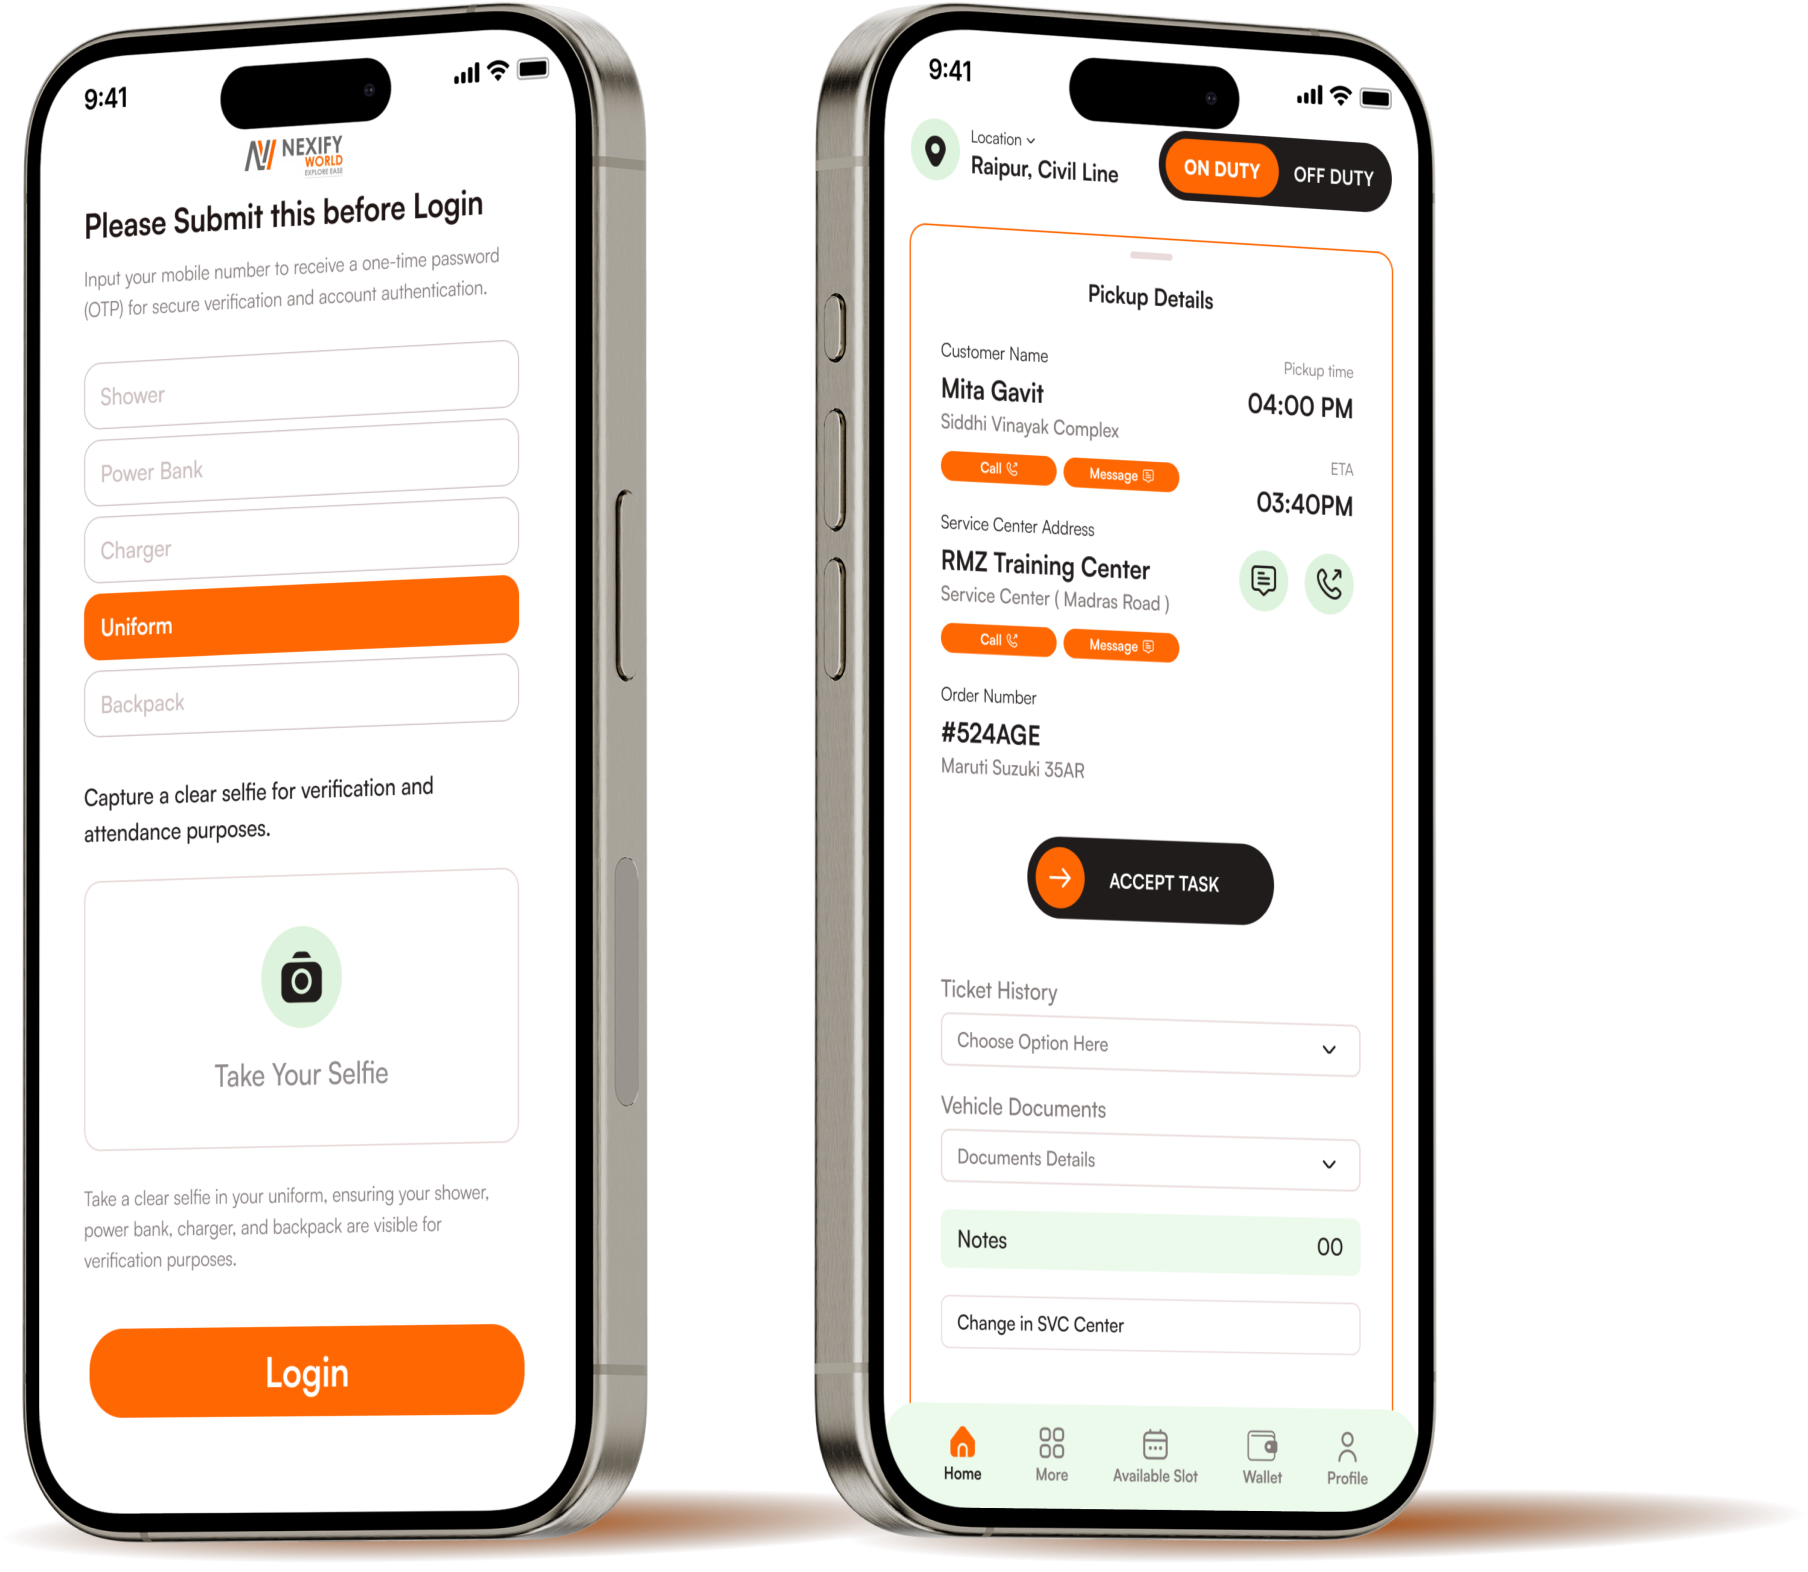 9:41
NEXIFY
WORLD
EXPLORE EASE
Please Submit this before Login
Input your mobile number to receive a one-time password
(OTP) for secure verification and account authentication.
Shower
Power Bank
Charger
Uniform
Backpack
Capture a clear selfie for verification and
attendance purposes.
Take Your Selfie
Take a clear selfie in your uniform, ensuring your shower,
power bank, charger, and backpack are visible for
verification purposes.
Login
9:41
Location
Raipur, Civil Line
ON DUTY OFF DUTY
Pickup Details
Customer Name
Mita Gavit
Siddhi Vinayak Complex
Call Message
Pickup time
04:00 PM
ETA
03:40PM
Service Center Address
RMZ Training Center
Service Center ( Madras Road )
Call Message
Order Number
#524AGE
Maruti Suzuki 35AR
ACCEPT TASK
Ticket History
Choose Option Here
Vehicle Documents
Documents Details
Notes 00
Change in SVC Center
Home More Available Slot Wallet Profile